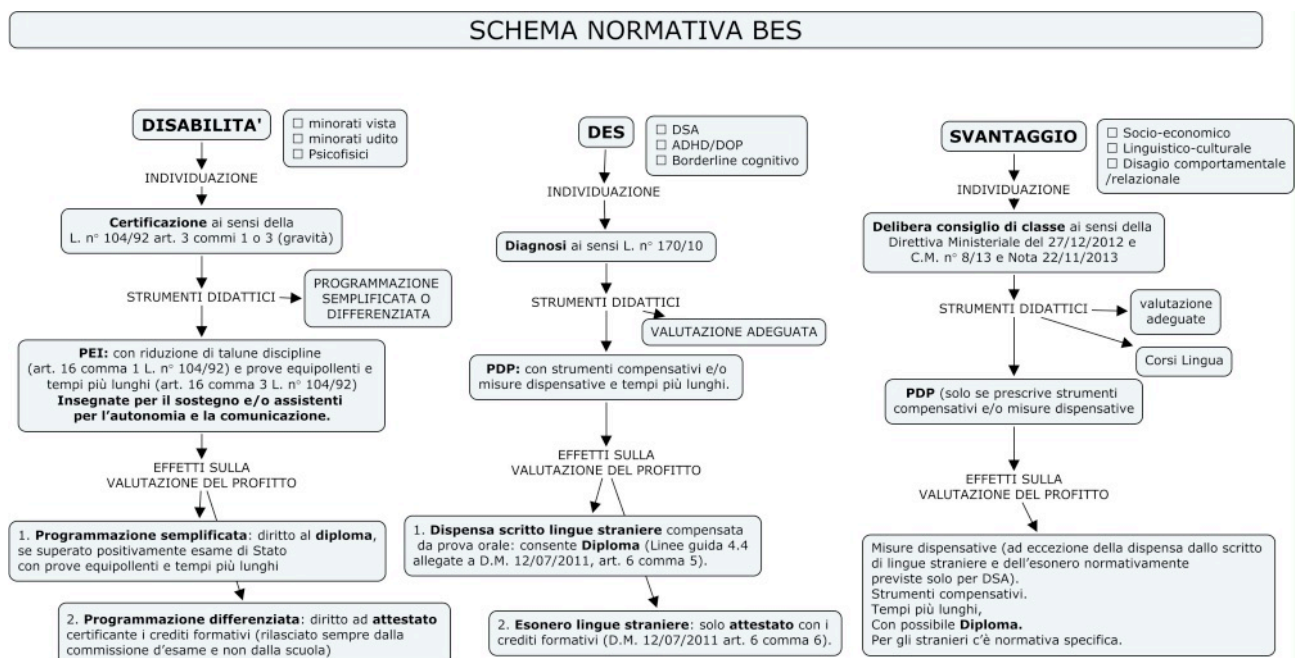 SCHEMA NORMATIVA BES
DISABILITA'
☐ minorati vista
☐ minorati udito
☐ Psicofisici
INDIVIDUAZIONE
Certificazione ai sensi della
L. n° 104/92 art. 3 commi 1 o 3 (gravità)
STRUMENTI DIDATTICI
PROGRAMMAZIONE
SEMPLIFICATA O
DIFFERENZIATA
PEI: con riduzione di talune discipline
(art. 16 comma 1 L. n° 104/92) e prove equipollenti e
tempi più lunghi (art. 16 comma 3 L. n° 104/92)
Insegnate per il sostegno e/o assistenti
per l'autonomia e la comunicazione.
EFFETTI SULLA
VALUTAZIONE DEL PROFITTO
1. Programmazione semplificata: diritto al diploma,
se superato positivamente esame di Stato
con prove equipollenti e tempi più lunghi
2. Programmazione differenziata: diritto ad attestato
certificante i crediti formativi (rilasciato sempre dalla
commissione d'esame e non dalla scuola)
DES
☐ DSA
☐ ADHD/DOP
☐ Borderline cognitivo
INDIVIDUAZIONE
Diagnosi ai sensi L. n° 170/10
STRUMENTI DIDATTICI
VALUTAZIONE ADEGUATA
PDP: con strumenti compensativi e/o
misure dispensative e tempi più lunghi.
EFFETTI SULLA
VALUTAZIONE DEL PROFITTO
1. Dispensa scritto lingue straniere compensata
da prova orale: consente Diploma (Linee guida 4.4
allegate a D.M. 12/07/2011, art. 6 comma 5).
2. Esonero lingue straniere: solo attestato con i
crediti formativi (D.M. 12/07/2011 art. 6 comma 6).
SVANTAGGIO
☐ Socio-economico
☐ Linguistico-culturale
☐ Disagio comportamentale
/relazionale
INDIVIDUAZIONE
Delibera consiglio di classe ai sensi della
Direttiva Ministeriale del 27/12/2012 e
C.M. n° 8/13 e Nota 22/11/2013
STRUMENTI DIDATTICI
valutazione
adeguate
Corsi Lingua
PDP (solo se prescrive strumenti
compensativi e/o misure dispensative
EFFETTI SULLA
VALUTAZIONE DEL PROFITTO
Misure dispensative (ad eccezione della dispensa dallo scritto
di lingue straniere e dell'esonero normativamente
previste solo per DSA).
Strumenti compensativi.
Tempi più lunghi,
Con possibile Diploma.
Per gli stranieri c'è normativa specifica.